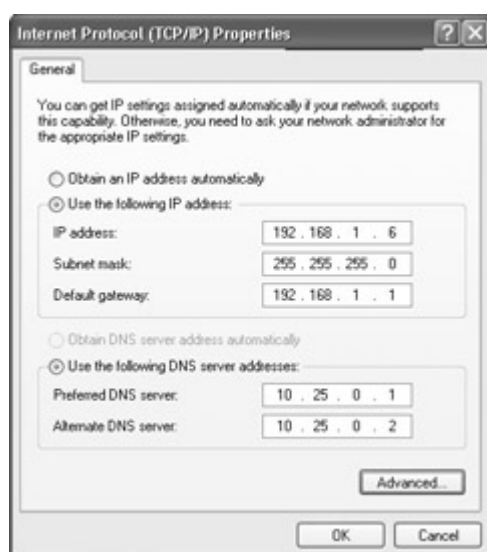 Internet Protocol (TCP/IP) Properties
General
You can get IP settings assigned automatically if your network supports
this capability. Otherwise, you need to ask your network administrator for
the appropriate IP settings.
Obtain an IP address automatically
Use the following IP address:
IP address: 192 . 168 . 1 . 6
Subnet mask: 255 . 255 . 255 . 0
Default gateway: 192 . 168 . 1 . 1
Obtain DNS server address automatically
Use the following DNS server addresses:
Preferred DNS server: 10 . 25 . 0 . 1
Alternate DNS server: 10 . 25 . 0 . 2
Advanced...
OK Cancel